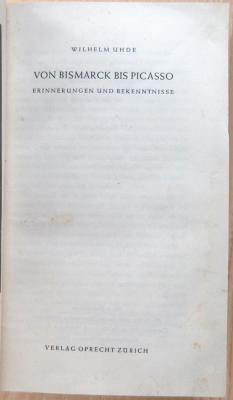 WILHELM UHDE
VON BISMARCK BIS PICASSO
ERINNERUNGEN UND BEKENNTNISSE
VERLAG OPRECHT ZÜRICH